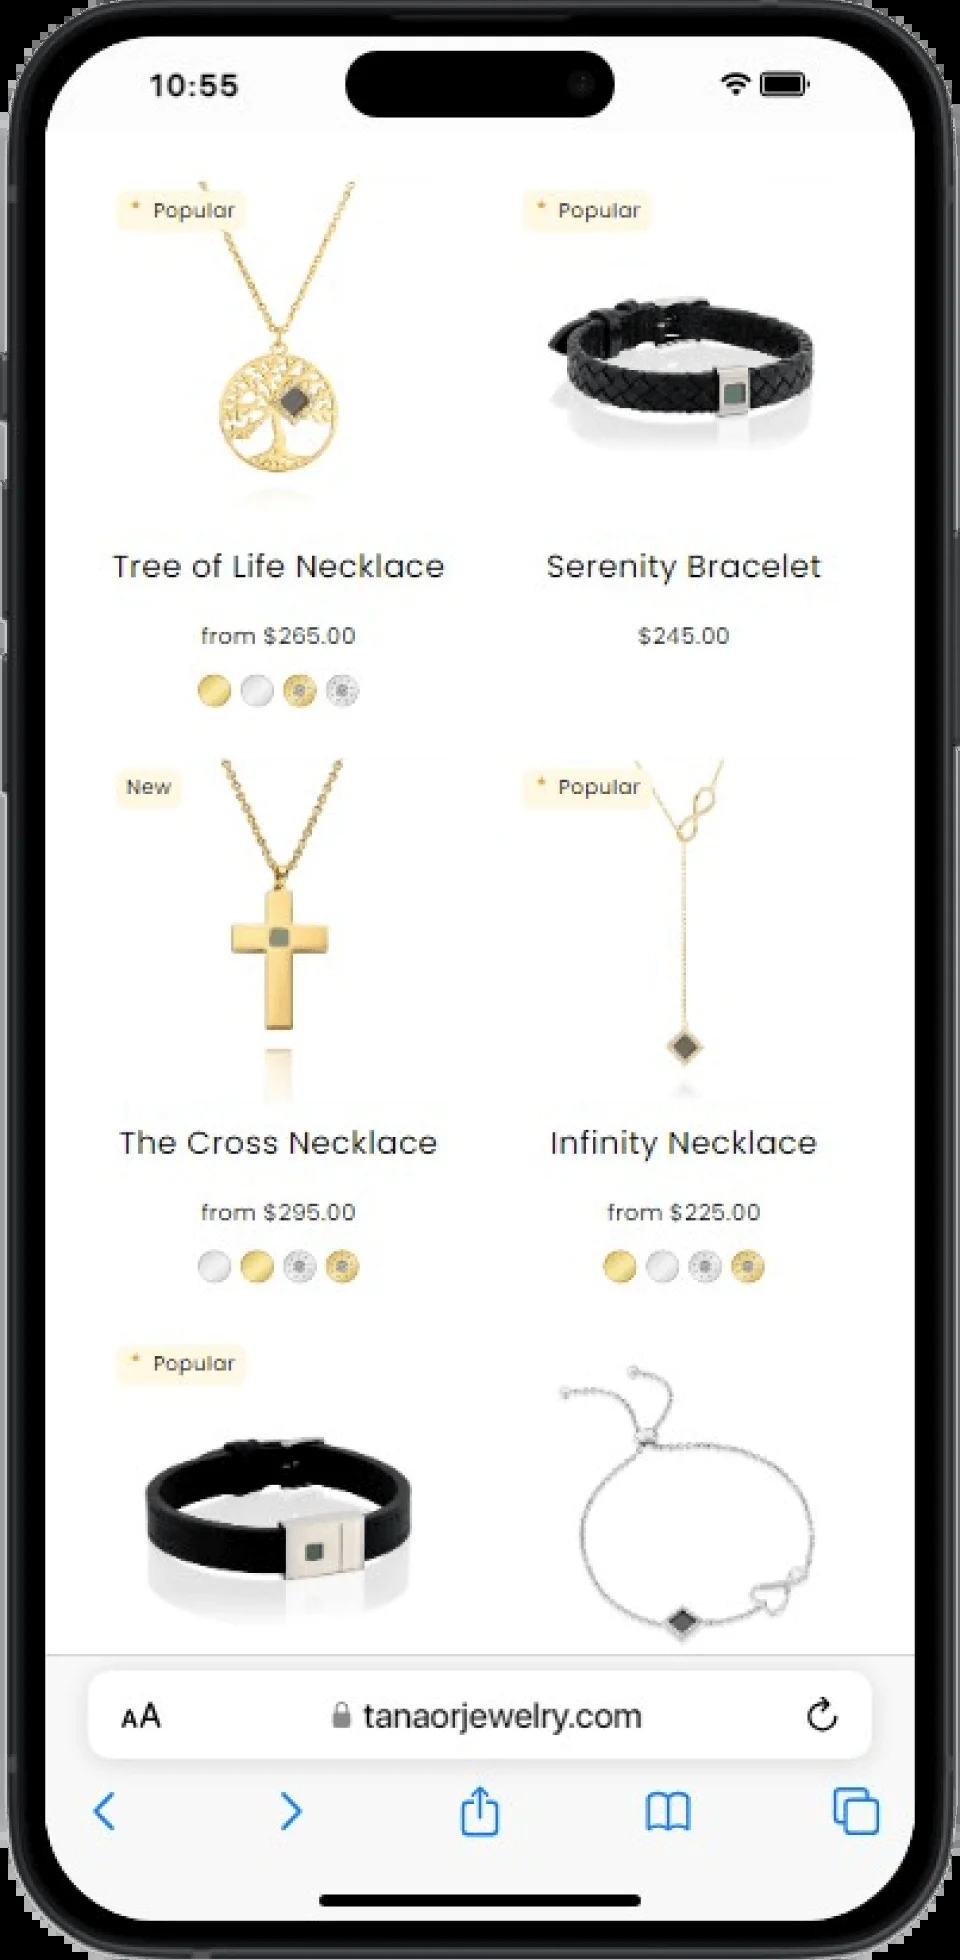 10:55
Popular
Popular
Tree of Life Necklace
Serenity Bracelet
from $265.00
$245.00
New
Popular
The Cross Necklace
Infinity Necklace
from $295.00
from $225.00
Popular
AA
tanaorjewelry.com